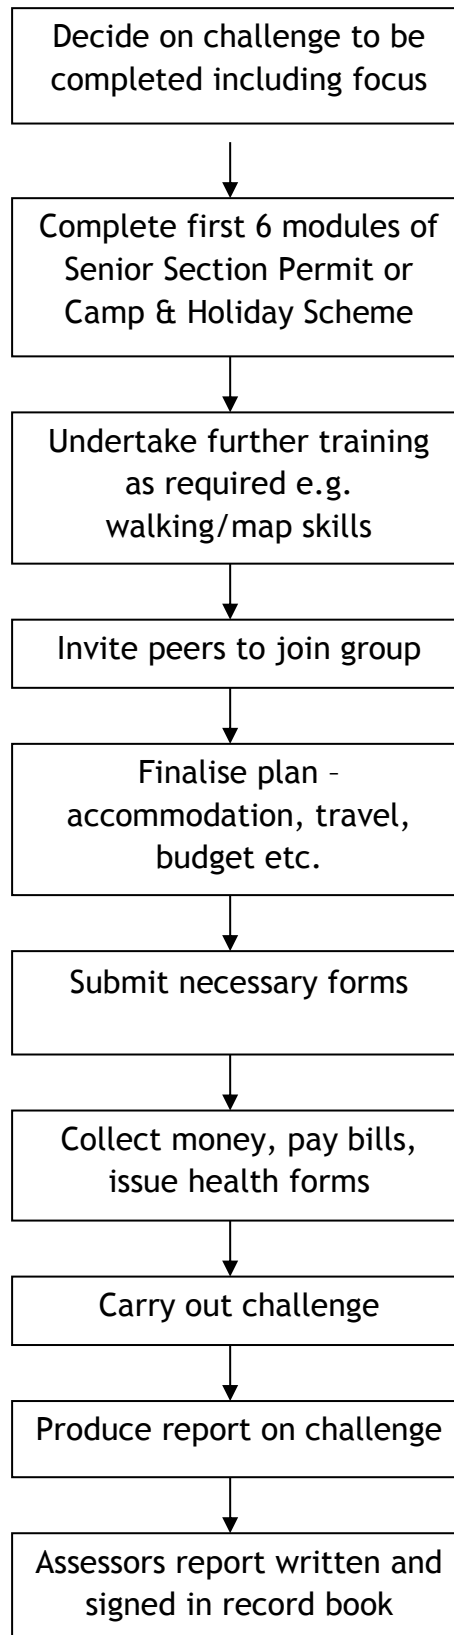 Decide on challenge to be
completed including focus
Complete first 6 modules of
Senior Section Permit or
Camp & Holiday Scheme
Undertake further training
as required e.g.
walking/map skills
Invite peers to join group
Finalise plan –
accommodation, travel,
budget etc.
Submit necessary forms
Collect money, pay bills,
issue health forms
Carry out challenge
Produce report on challenge
Assessors report written and
signed in record book